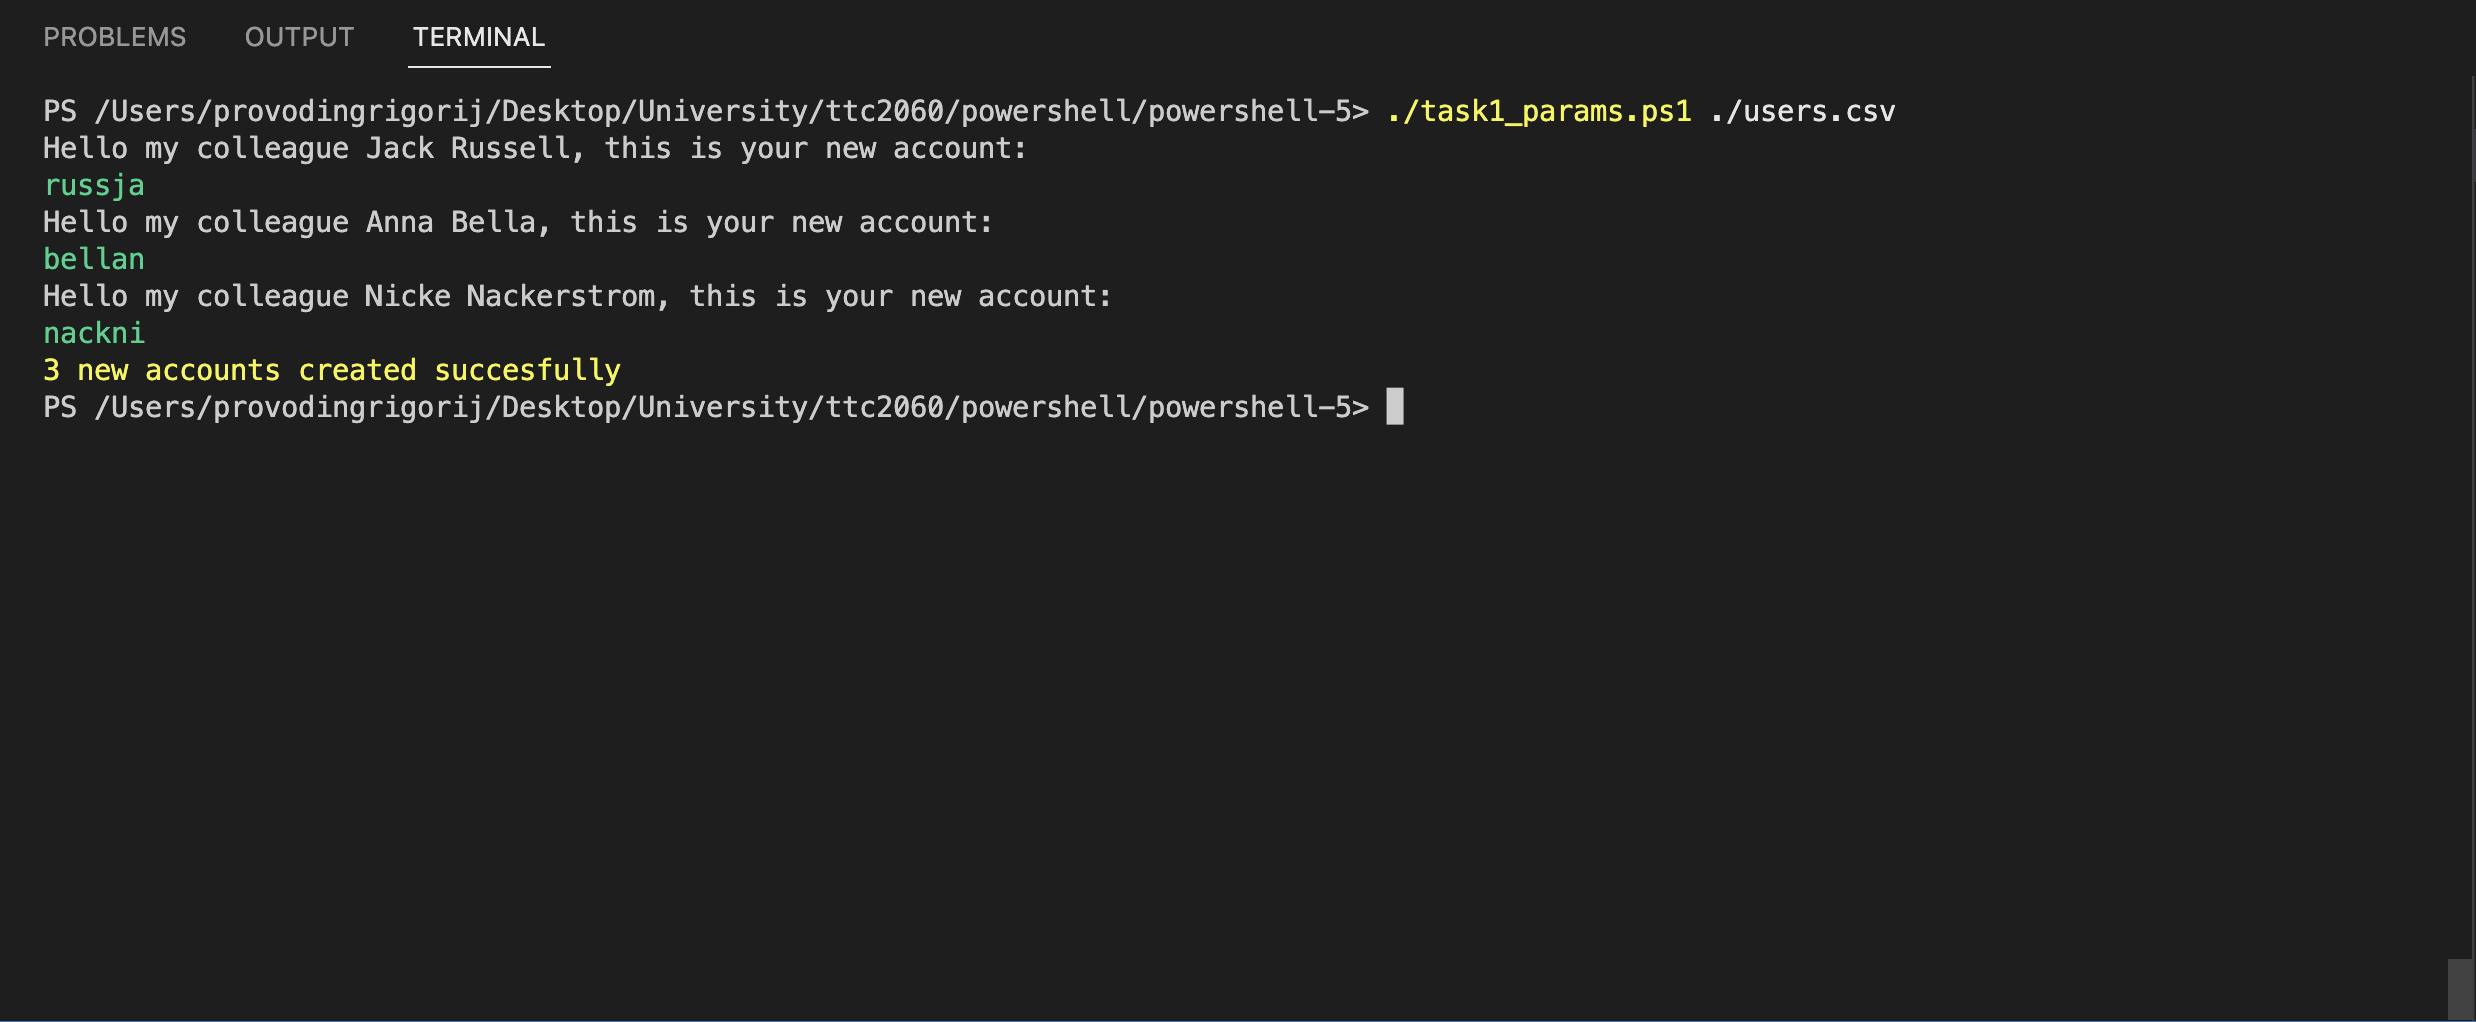 PROBLEMS OUTPUT TERMINAL
PS /Users/provodingrigorij/Desktop/University/ttc2060/powershell/powershell-5> ./task1_params.ps1 ./users.csv
Hello my colleague Jack Russell, this is your new account:
russja
Hello my colleague Anna Bella, this is your new account:
bellan
Hello my colleague Nicke Nackerstrom, this is your new account:
nackni
3 new accounts created succesfully
PS /Users/provodingrigorij/Desktop/University/ttc2060/powershell/powershell-5>